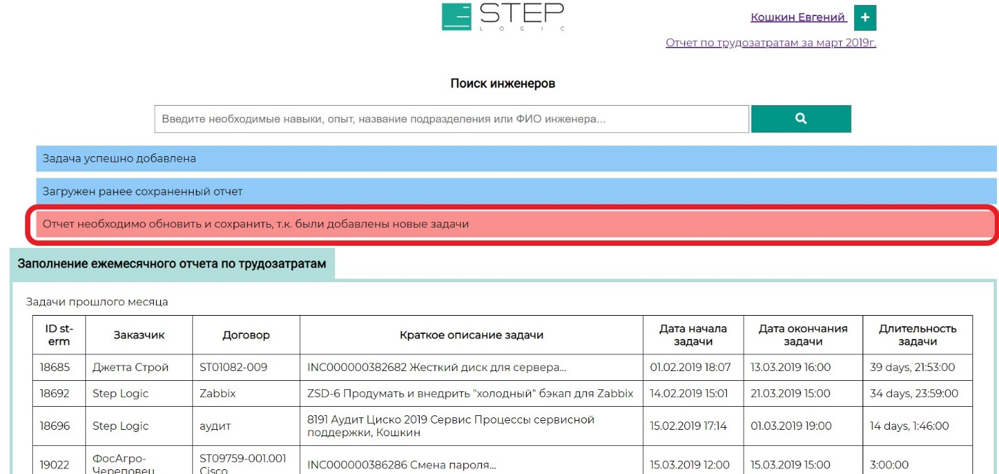 STEP
LOGIC
Кошкин Евгений +
Отчет по трудозатратам за март 2019г.
Поиск инженеров
Введите необходимые навыки, опыт, название подразделения или ФИО инженера...
Задача успешно добавлена
Загружен ранее сохраненный отчет
Отчет необходимо обновить и сохранить, т.к. были добавлены новые задачи
Заполнение ежемесячного отчета по трудозатратам
Задачи прошлого месяца
ID st-
erm
Заказчик
Договор
Краткое описание задачи
Дата начала
задачи
Дата окончания
задачи
Длительность
задачи
18685 Джетта Строй ST01082-009 INC000000382682 Жесткий диск для сервера... 01.02.2019 18:07 13.03.2019 16:00 39 days, 21:53:00
18692 Step Logic Zabbix ZSD-6 Продумать и внедрить "холодный" бэкап для Zabbix 14.02.2019 15:01 21.03.2019 15:00 34 days, 23:59:00
18696 Step Logic аудит
8191 Аудит Циско 2019 Сервис Процессы сервисной
поддержки, Кошкин
15.02.2019 17:14 01.03.2019 19:00 14 days, 1:46:00
19022
ФосАгро-
Череповец
ST09759-001.001
Cisco
INC000000386286 Смена пароля... 15.03.2019 12:00 15.03.2019 15:00 3:00:00